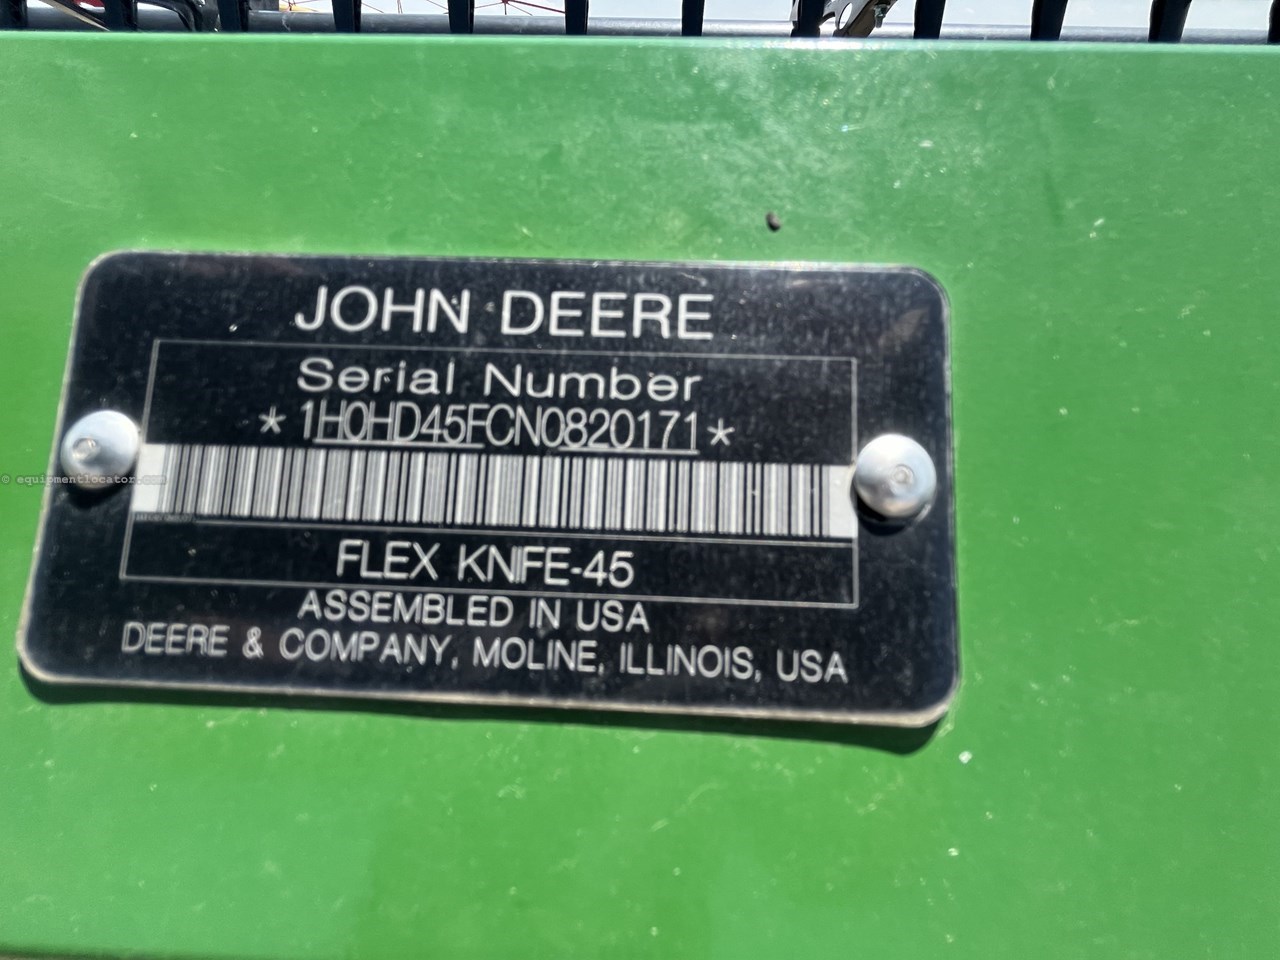 JOHN DEERE
Serial Number
* 1H0HD45FCN0820171 *
© equipmentlocator.com
FLEX KNIFE-45
ASSEMBLED IN USA
DEERE & COMPANY, MOLINE, ILLINOIS, USA